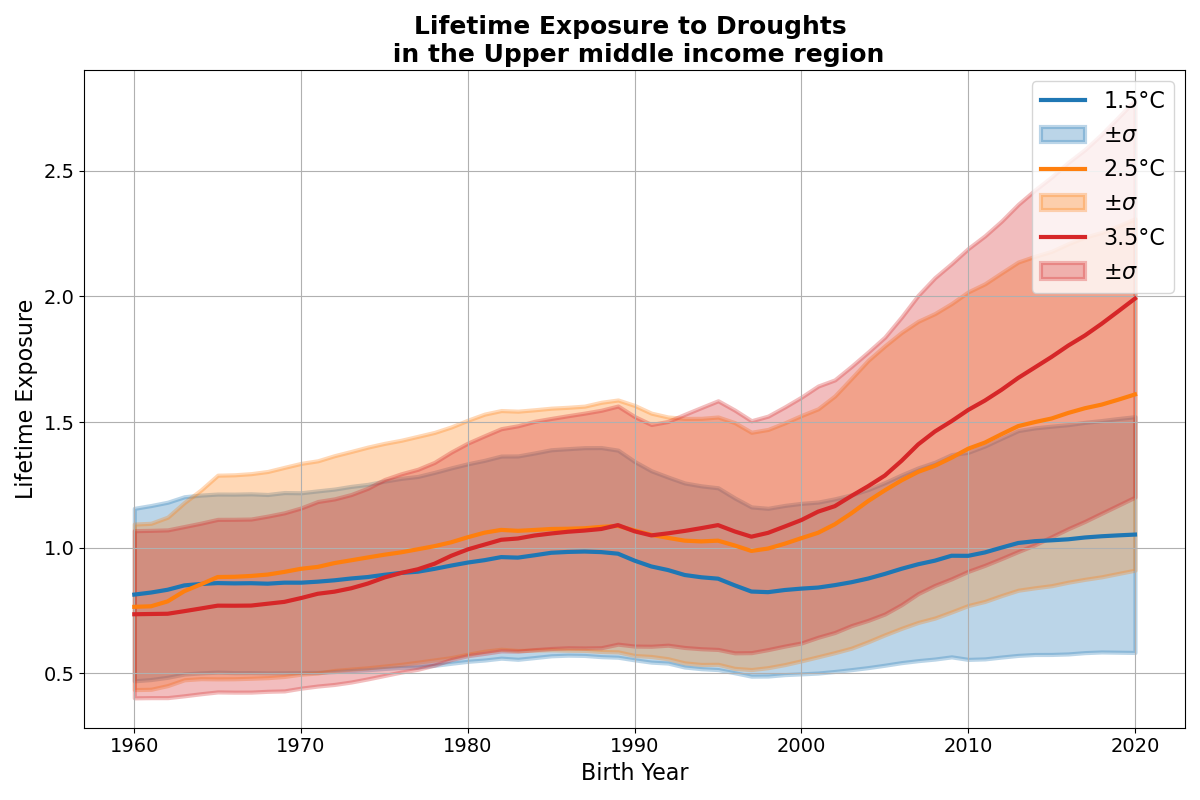 Lifetime Exposure to Droughts
in the Upper middle income region
1.5°C
±σ
2.5°C
±σ
3.5°C
±σ
Lifetime Exposure
2.5
2.0
1.5
1.0
0.5
1960 1970 1980 1990 2000 2010 2020
Birth Year